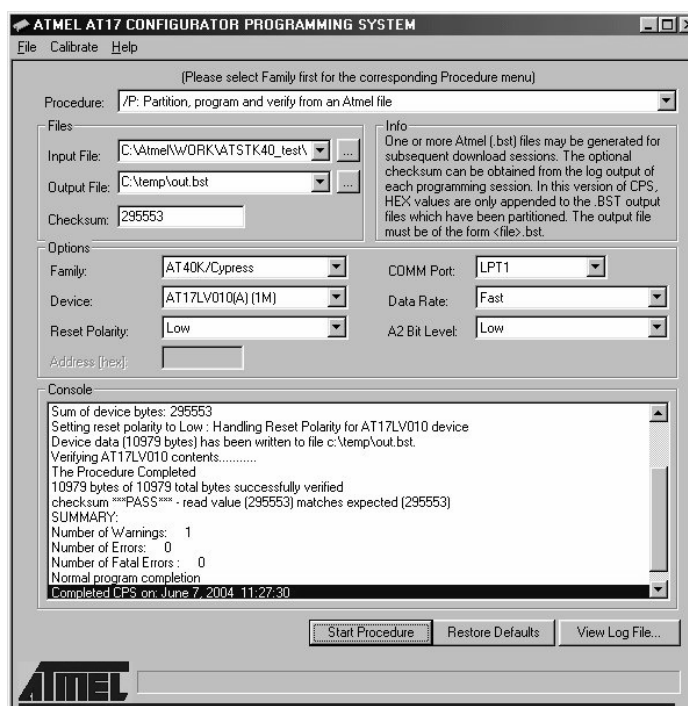 ATMEL AT17 CONFIGURATOR PROGRAMMING SYSTEM
File Calibrate Help
(Please select Family first for the corresponding Procedure menu)
Procedure: /P: Partition, program and verify from an Atmel file
Files
Input File: C:\Atmel\WORK\ATSTK40_test\ ...
Output File: C:\temp\out.bst ...
Checksum: 295553
Info
One or more Atmel (.bst) files may be generated for
subsequent download sessions. The optional
checksum can be obtained from the log output of
each programming session. In this version of CPS,
HEX values are only appended to the .BST output
files which have been partitioned. The output file
must be of the form <file>.bst.
Options
Family: AT40K/Cypress
COMM Port: LPT1
Device: AT17LV010(A) (1M)
Data Rate: Fast
Reset Polarity: Low
A2 Bit Level: Low
Address [hex]:
Console
Sum of device bytes: 295553
Setting reset polarity to Low : Handling Reset Polarity for AT17LV010 device
Device data (10979 bytes) has been written to file c:\temp\out.bst.
Verifying AT17LV010 contents...........
The Procedure Completed
10979 bytes of 10979 total bytes successfully verified
checksum ***PASS*** - read value (295553) matches expected (295553)
SUMMARY:
Number of Warnings: 1
Number of Errors: 0
Number of Fatal Errors : 0
Normal program completion
Completed CPS on: June 7, 2004 11:27:30
Start Procedure Restore Defaults View Log File...
ATMEL